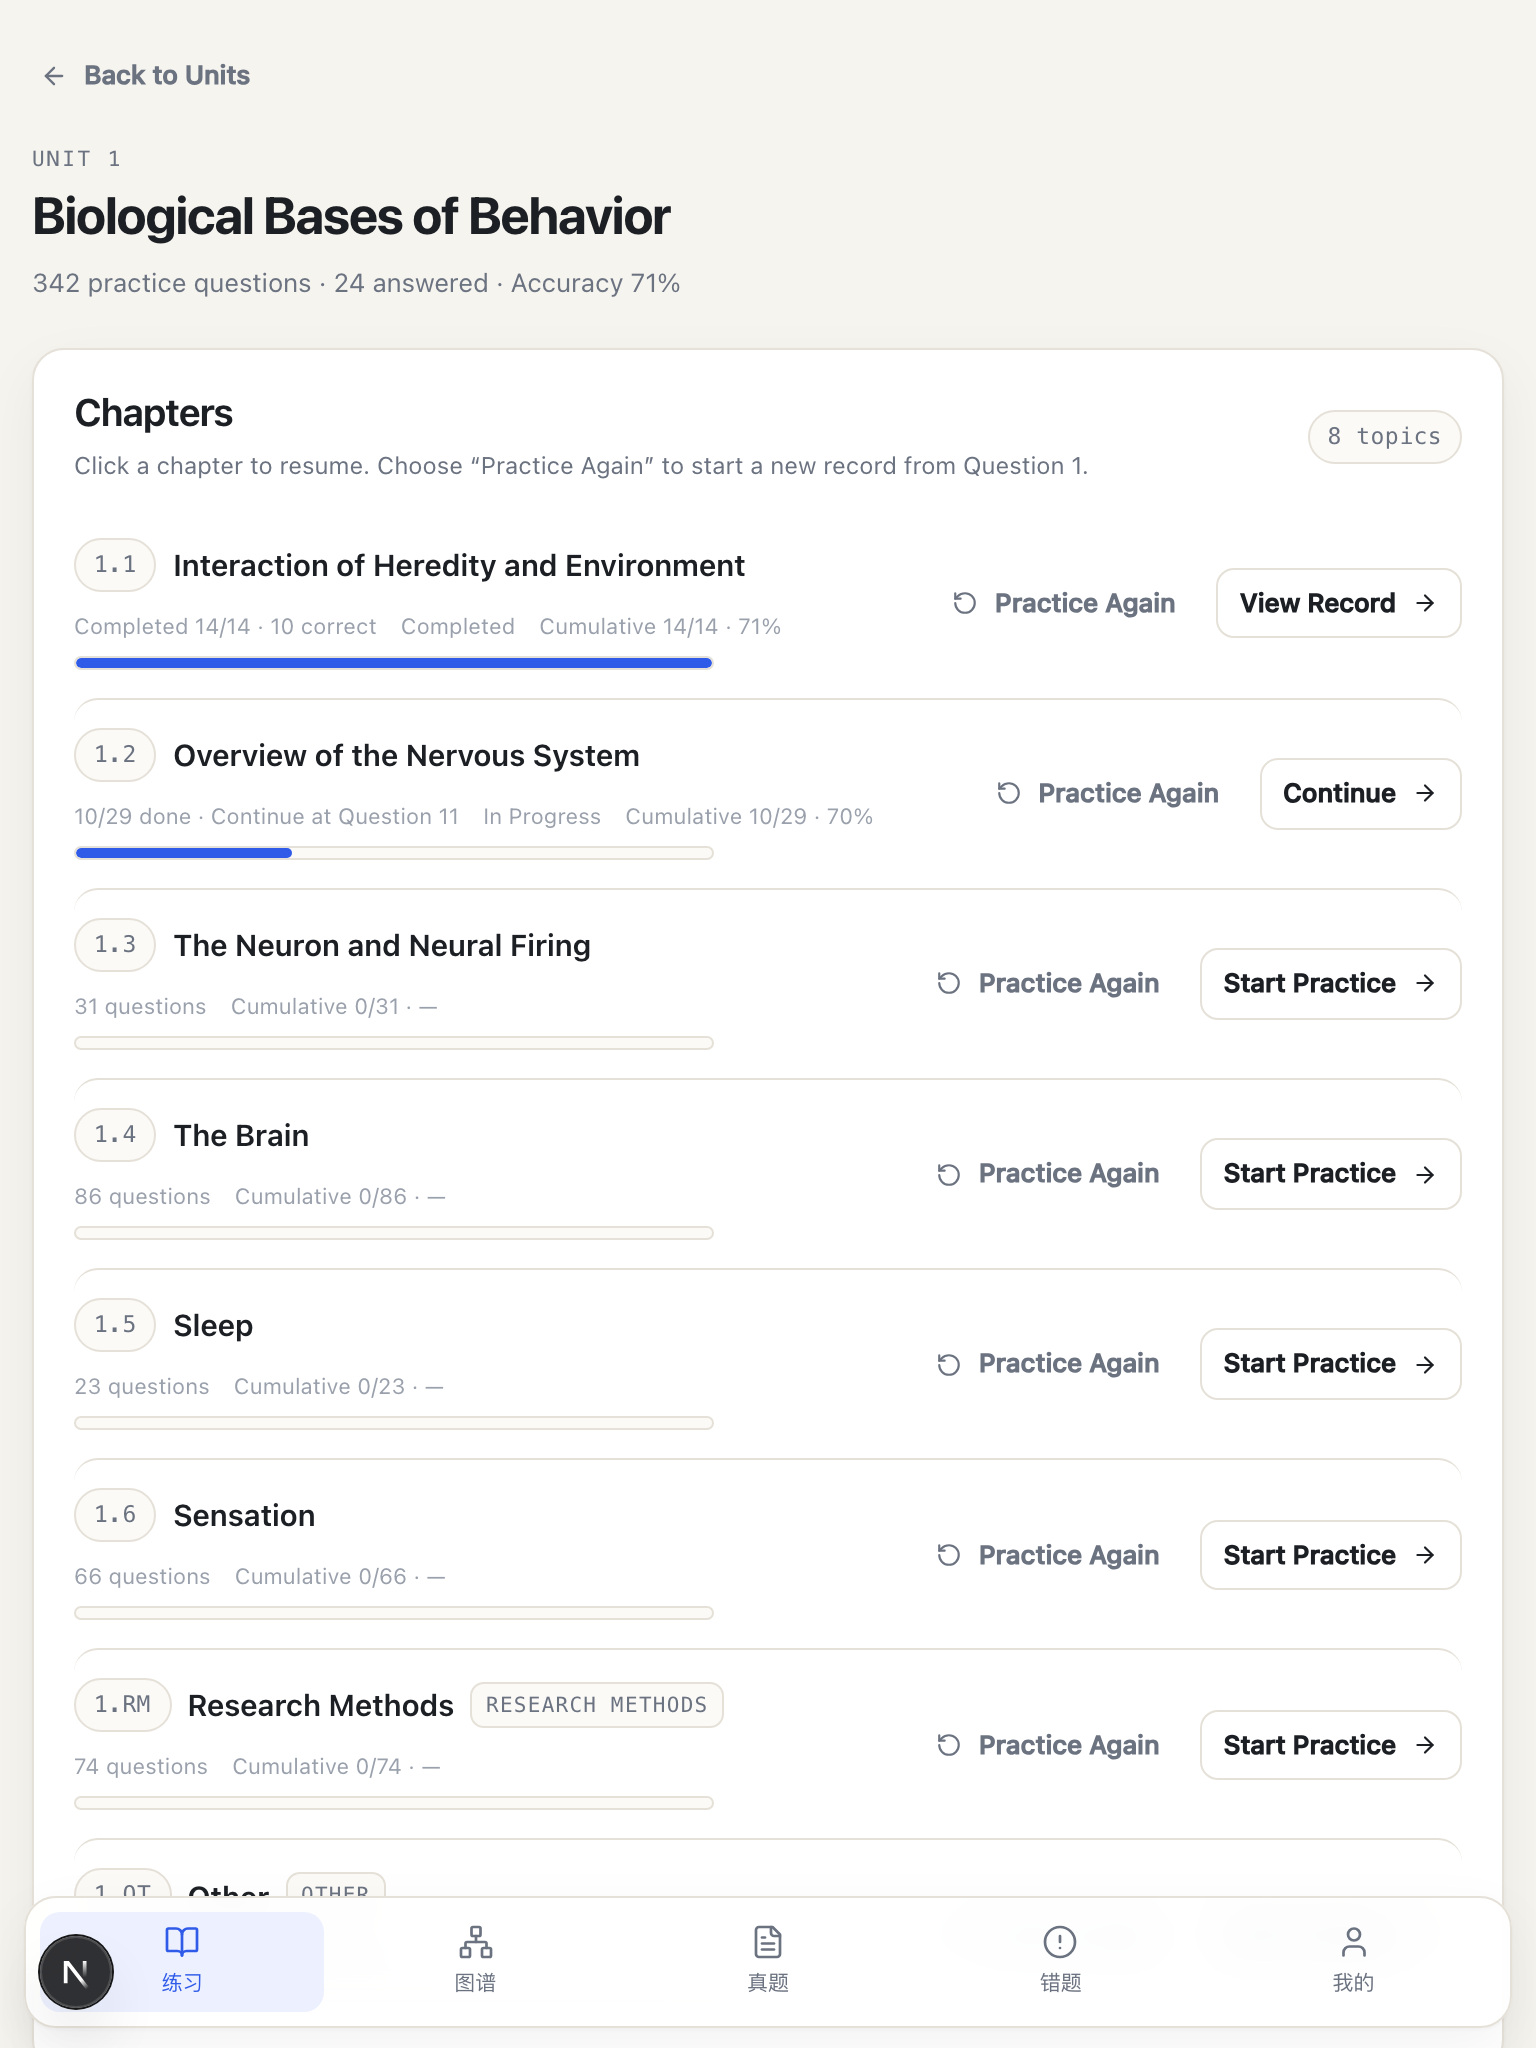 Back to Units
UNIT 1
Biological Bases of Behavior
342 practice questions · 24 answered · Accuracy 71%
Chapters
8 topics
Click a chapter to resume. Choose “Practice Again” to start a new record from Question 1.
1.1 Interaction of Heredity and Environment
Practice Again View Record
Completed 14/14 · 10 correct Completed Cumulative 14/14 · 71%
1.2 Overview of the Nervous System
Practice Again Continue
10/29 done · Continue at Question 11 In Progress Cumulative 10/29 · 70%
1.3 The Neuron and Neural Firing
Practice Again Start Practice
31 questions Cumulative 0/31 · —
1.4 The Brain
Practice Again Start Practice
86 questions Cumulative 0/86 · —
1.5 Sleep
Practice Again Start Practice
23 questions Cumulative 0/23 · —
1.6 Sensation
Practice Again Start Practice
66 questions Cumulative 0/66 · —
1.RM Research Methods RESEARCH METHODS
Practice Again Start Practice
74 questions Cumulative 0/74 · —
1.OT Other OTHER
N
练习 图谱 真题 错题 我的